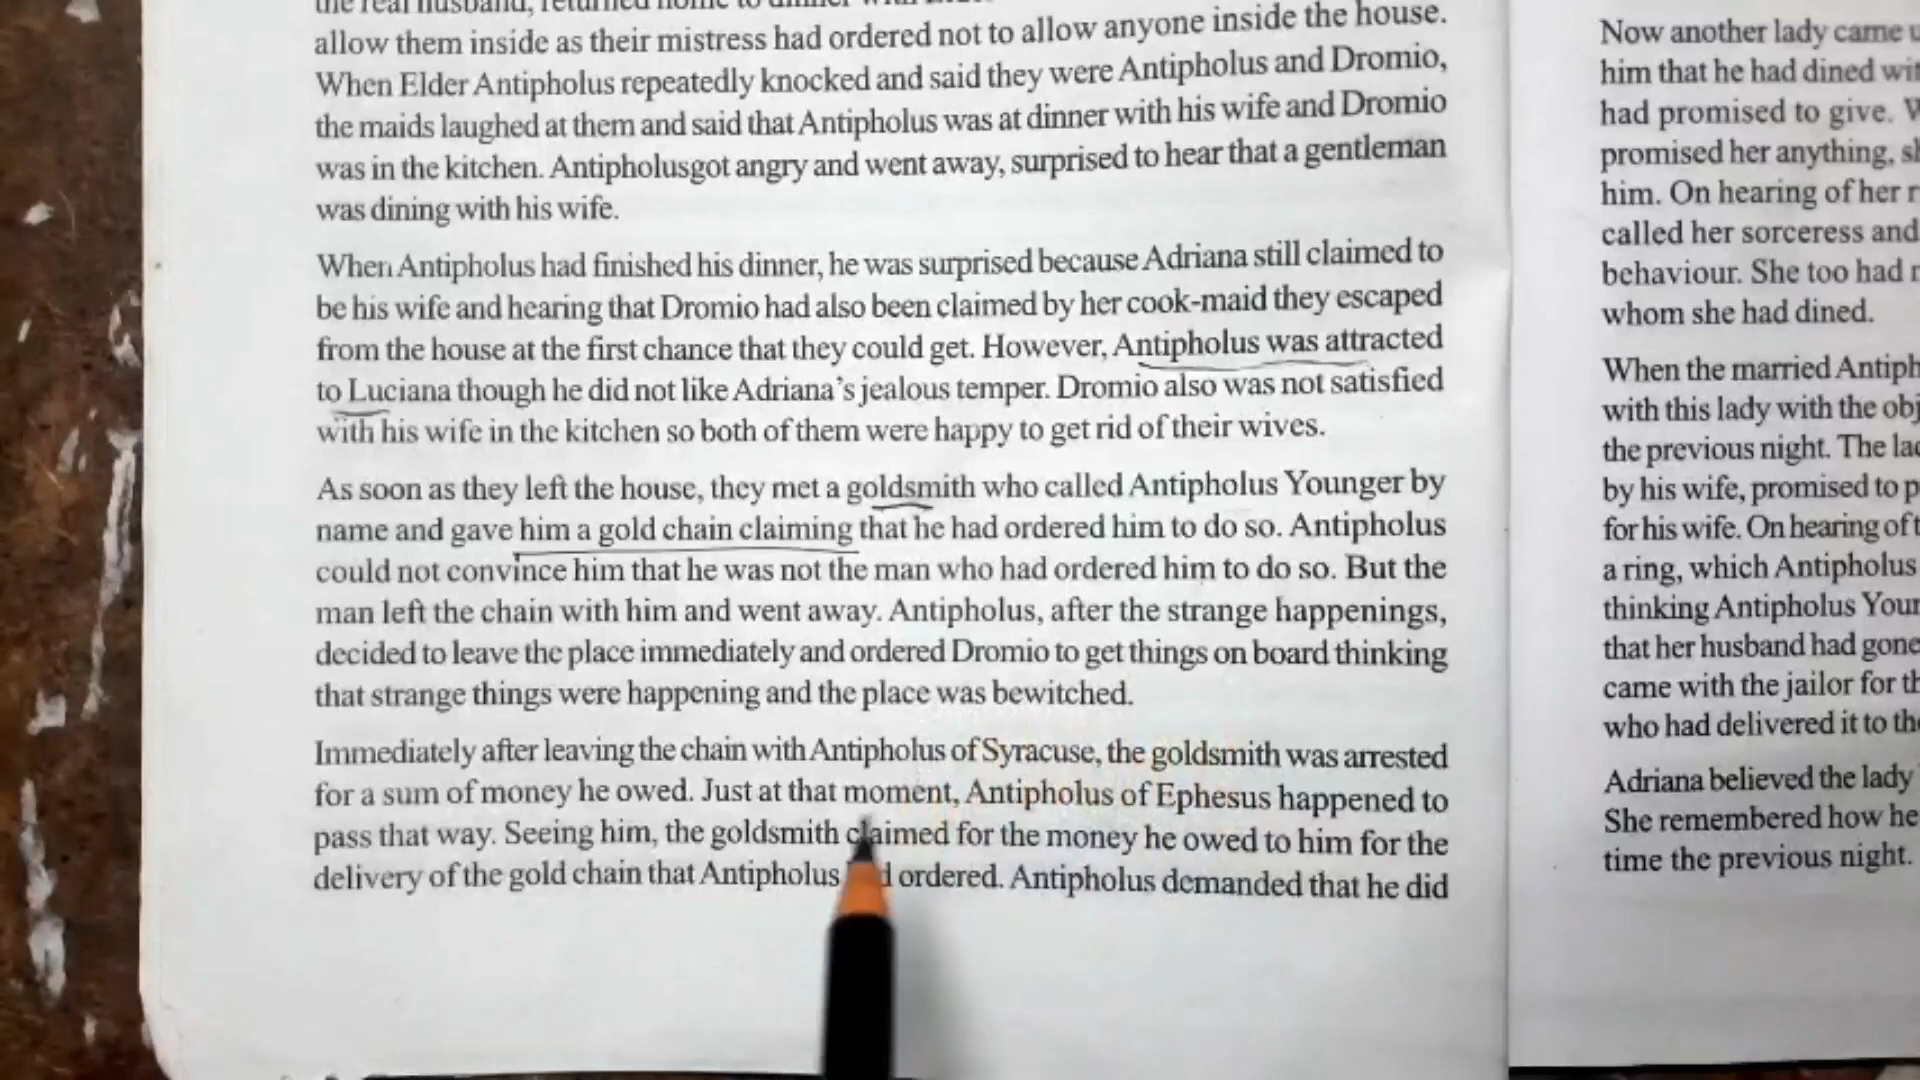 the real husband, returned home to dinner with
allow them inside as their mistress had ordered not to allow anyone inside the house.
When Elder Antipholus repeatedly knocked and said they were Antipholus and Dromio,
the maids laughed at them and said that Antipholus was at dinner with his wife and Dromio
was in the kitchen. Antipholusgot angry and went away, surprised to hear that a gentleman
was dining with his wife.
When Antipholus had finished his dinner, he was surprised because Adriana still claimed to
be his wife and hearing that Dromio had also been claimed by her cook-maid they escaped
from the house at the first chance that they could get. However, Antipholus was attracted
to Luciana though he did not like Adriana's jealous temper. Dromio also was not satisfied
with his wife in the kitchen so both of them were happy to get rid of their wives.
As soon as they left the house, they met a goldsmith who called Antipholus Younger by
name and gave him a gold chain claiming that he had ordered him to do so. Antipholus
could not convince him that he was not the man who had ordered him to do so. But the
man left the chain with him and went away. Antipholus, after the strange happenings,
decided to leave the place immediately and ordered Dromio to get things on board thinking
that strange things were happening and the place was bewitched.
Immediately after leaving the chain with Antipholus of Syracuse, the goldsmith was arrested
for a sum of money he owed. Just at that moment, Antipholus of Ephesus happened to
pass that way. Seeing him, the goldsmith claimed for the money he owed to him for the
delivery of the gold chain that Antipholus ordered. Antipholus demanded that he did
Now another lady came
him that he had dined
had promised to give.
promised her anything,
him. On hearing of her
called her sorceress and
behaviour. She too had
whom she had dined.
When the married
with this lady with the
the previous night. The
by his wife, promised to
for his wife. On hearing of
a ring, which Antipholus
thinking Antipholus
that her husband had gone
came with the jailor for
who had delivered it to
Adriana believed the lady
She remembered how he
time the previous night.